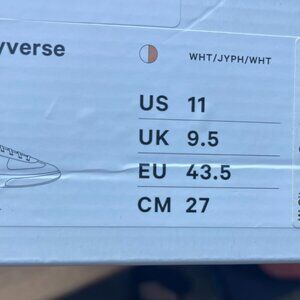 yverse
WHT/JYPH/WHT
US 11
UK 9.5
EU 43.5
CM 27